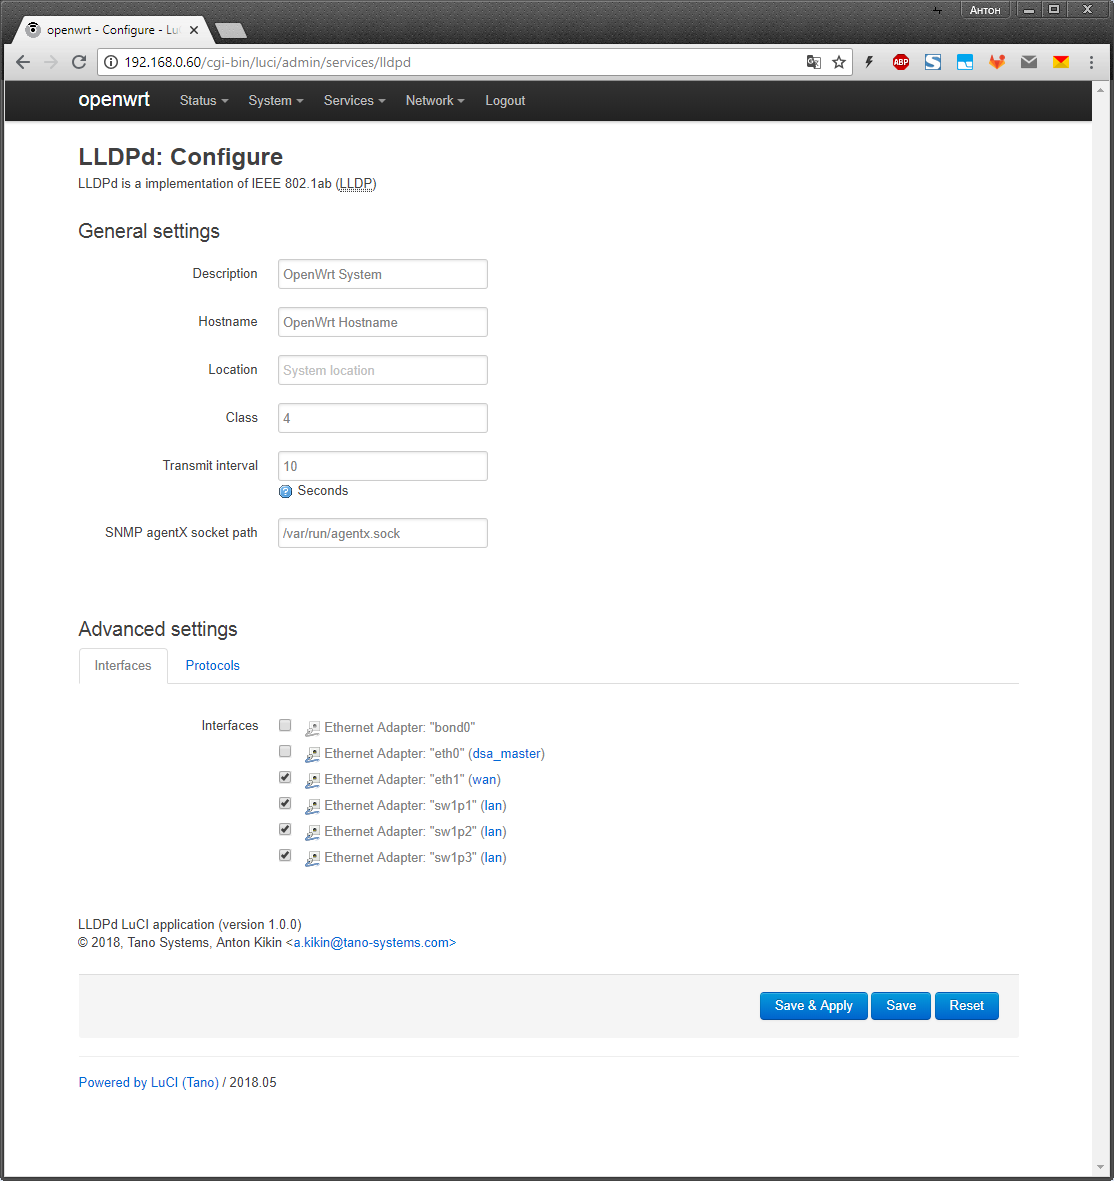 Антон
openwrt - Configure - Lu
192.168.0.60/cgi-bin/luci/admin/services/lldpd
ABP
openwrt Status System Services Network Logout
LLDPd: Configure
LLDPd is a implementation of IEEE 802.1ab (LLDP)
General settings
Description OpenWrt System
Hostname OpenWrt Hostname
Location System location
Class 4
Transmit interval 10
Seconds
SNMP agentX socket path /var/run/agentx.sock
Advanced settings
Interfaces Protocols
Interfaces Ethernet Adapter: "bond0"
Ethernet Adapter: "eth0" (dsa_master)
Ethernet Adapter: "eth1" (wan)
Ethernet Adapter: "sw1p1" (lan)
Ethernet Adapter: "sw1p2" (lan)
Ethernet Adapter: "sw1p3" (lan)
LLDPd LuCI application (version 1.0.0)
© 2018, Tano Systems, Anton Kikin <a.kikin@tano-systems.com>
Save & Apply Save Reset
Powered by LuCI (Tano) / 2018.05